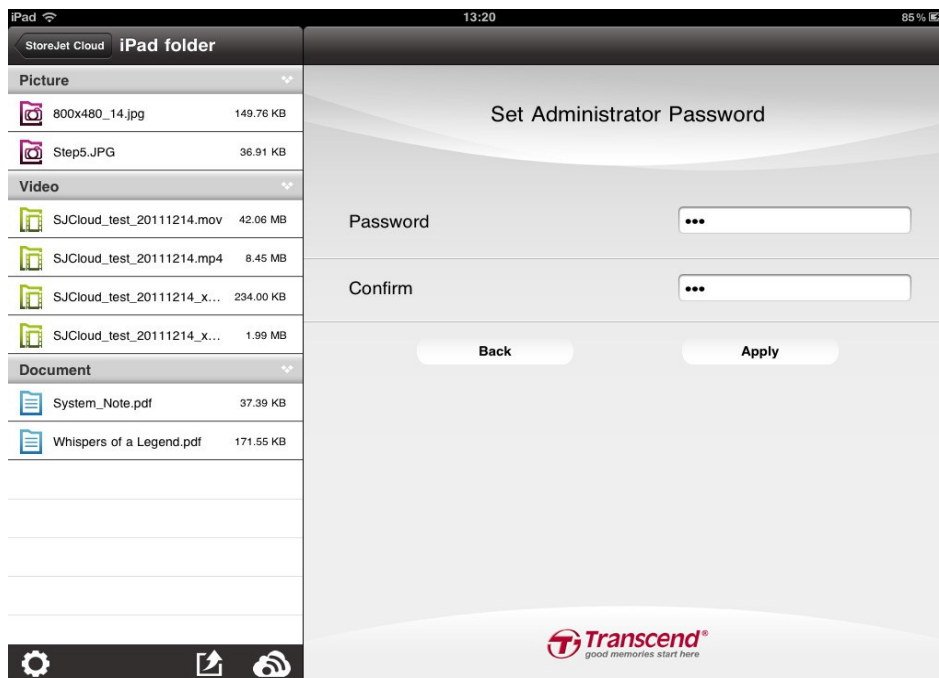 iPad 13:20 85%
StoreJet Cloud iPad folder
Picture
800x480_14.jpg 149.76 KB
Step5.JPG 36.91 KB
Video
SJCloud_test_20111214.mov 42.06 MB
SJCloud_test_20111214.mp4 8.45 MB
SJCloud_test_20111214_x... 234.00 KB
SJCloud_test_20111214_x... 1.99 MB
Document
System_Note.pdf 37.39 KB
Whispers of a Legend.pdf 171.55 KB
Set Administrator Password
Password •••
Confirm •••
Back Apply
Transcend®
good memories start here